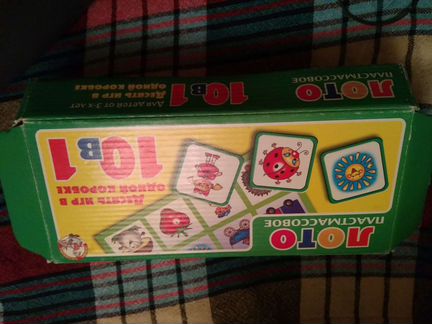 ЛОТО
ПЛАСТМАССОВОЕ
10 В 1
Десять игр в
одной коробке
Для детей от 3-х лет
ЛОТО
ПЛАСТМАССОВОЕ
10 В 1
Десять игр в
одной коробке